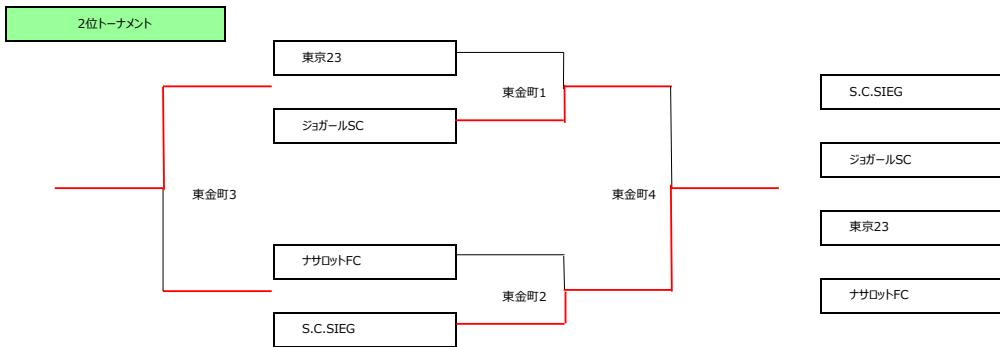 2位トーナメント
東京23
東金町1
S.C.SIEG
ジョガールSC
ジョガールSC
東金町3
東金町4
東京23
ナサロットFC
東金町2
ナサロットFC
S.C.SIEG